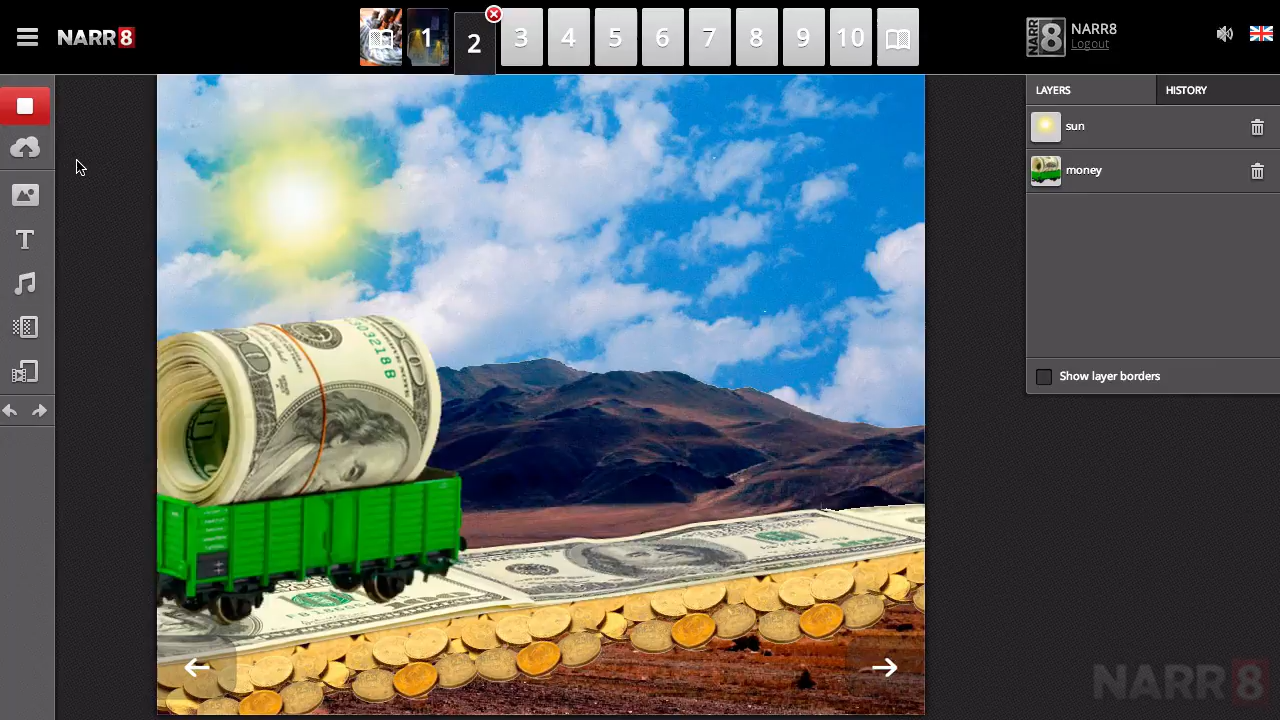 NARR8
1 2 3 4 5 6 7 8 9 10
NARR8
Logout
LAYERS HISTORY
sun
money
Show layer borders
T
100
NARR8